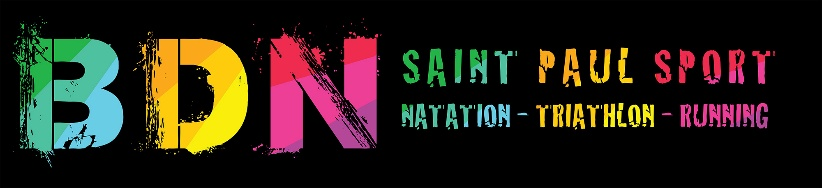 BDN
SAINT PAUL SPORT
NATATION - TRIATHLON - RUNNING